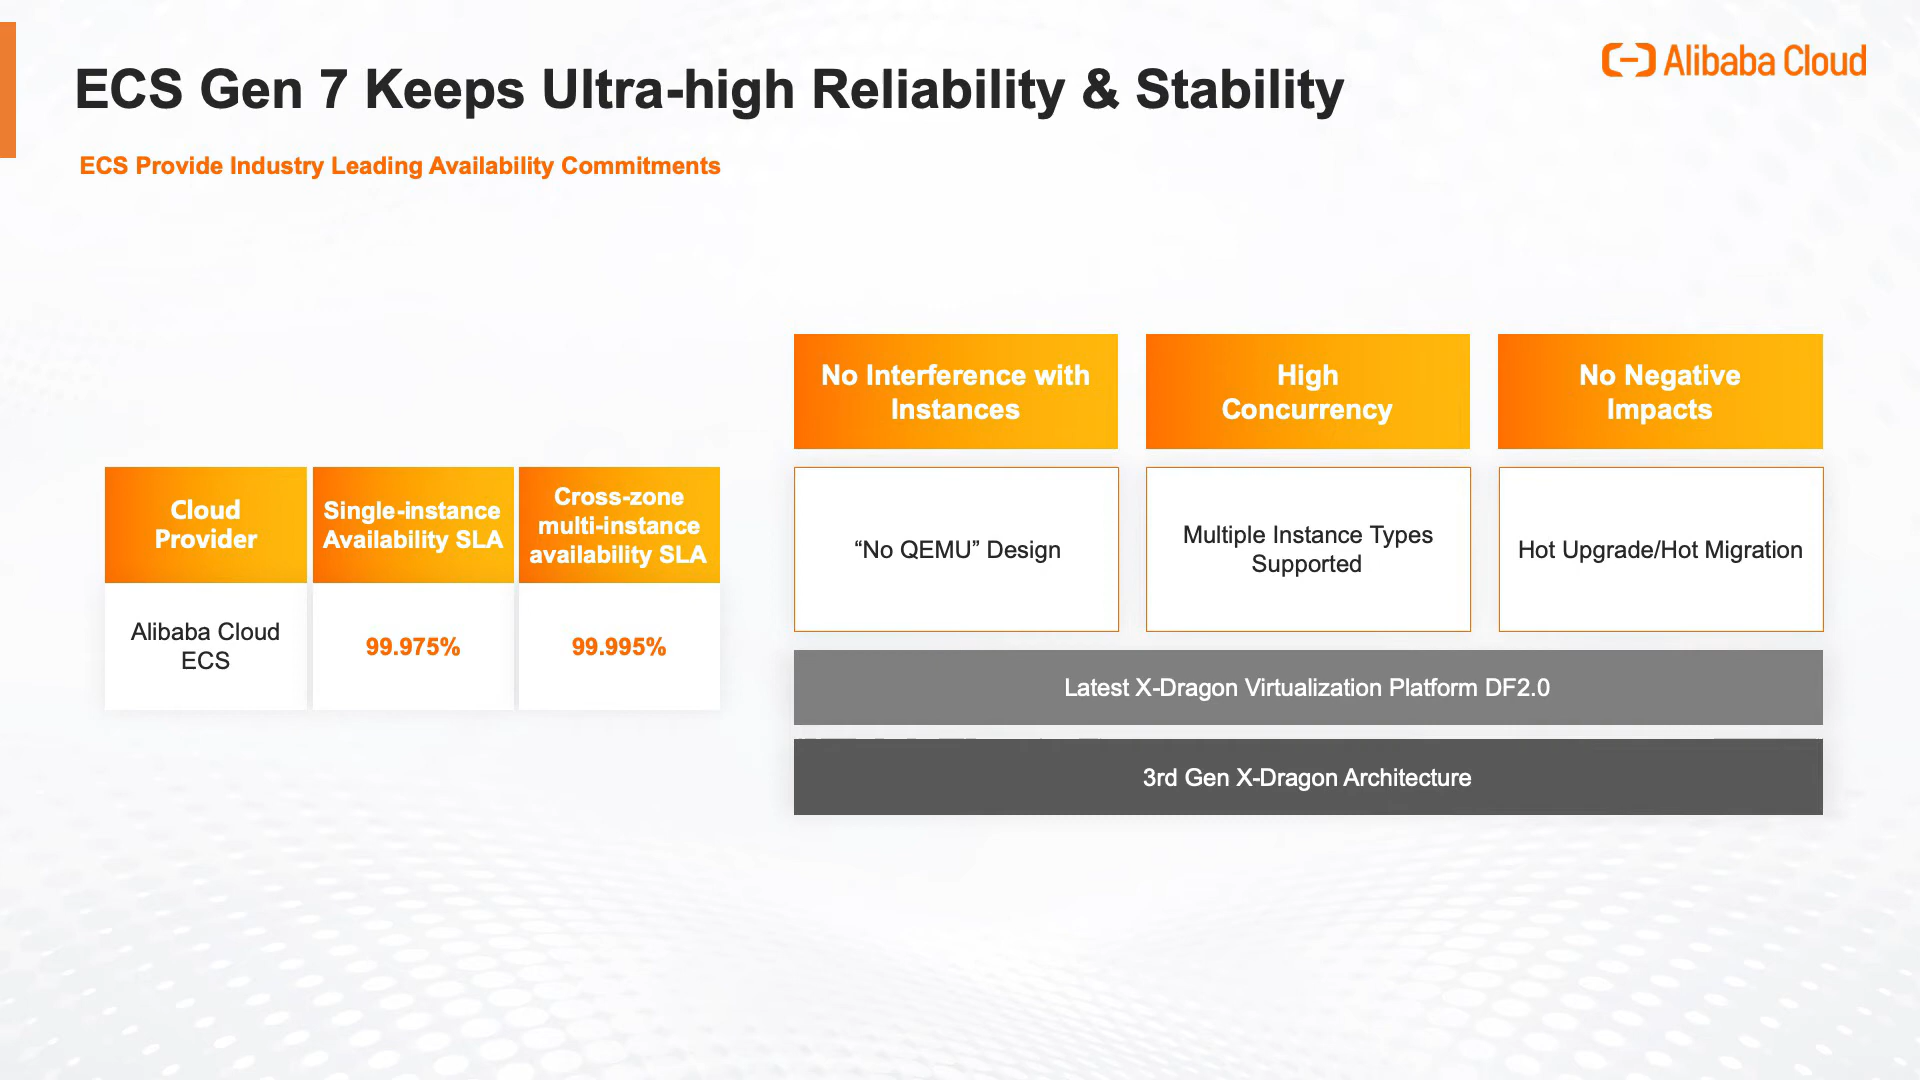 ECS Gen 7 Keeps Ultra-high Reliability & Stability
Alibaba Cloud
ECS Provide Industry Leading Availability Commitments
Cloud
Provider
Single-instance
Availability SLA
Cross-zone
multi-instance
availability SLA
Alibaba Cloud
ECS
99.975%
99.995%
No Interference with
Instances
High
Concurrency
No Negative
Impacts
“No QEMU” Design
Multiple Instance Types
Supported
Hot Upgrade/Hot Migration
Latest X-Dragon Virtualization Platform DF2.0
3rd Gen X-Dragon Architecture